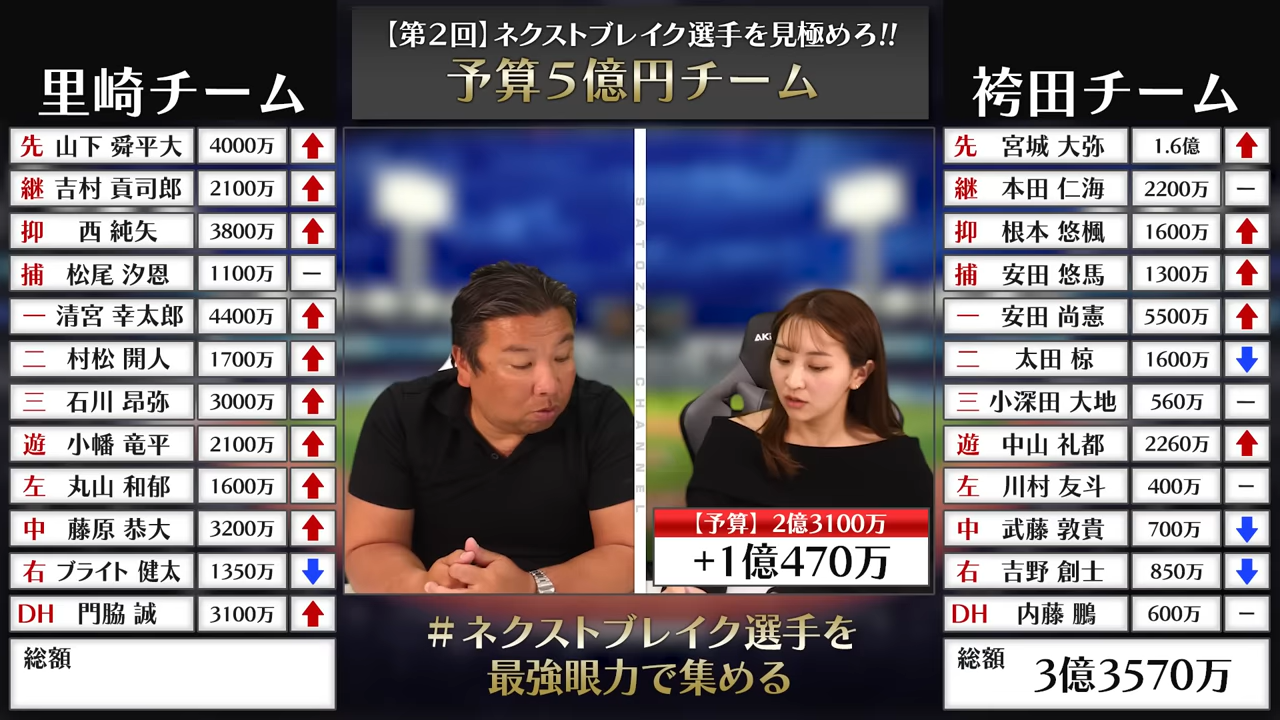 【第2回】ネクストブレイク選手を見極めろ!!
予算5億円チーム
里崎チーム
先 山下 舜平大 4000万
継 吉村 貢司郎 2100万
抑 西 純矢 3800万
捕 松尾 汐恩 1100万 −
一 清宮 幸太郎 4400万
二 村松 開人 1700万
三 石川 昂弥 3000万
遊 小幡 竜平 2100万
左 丸山 和郁 1600万
中 藤原 恭大 3200万
右 ブライト 健太 1350万
DH 門脇 誠 3100万
総額
SATOZAKI CHANNEL
AKR
【予算】2億3100万
+1億470万
#ネクストブレイク選手を
最強眼力で集める
袴田チーム
先 宮城 大弥 1.6億
継 本田 仁海 2200万 −
抑 根本 悠楓 1600万
捕 安田 悠馬 1300万
一 安田 尚憲 5500万
二 太田 椋 1600万
三 小深田 大地 560万 −
遊 中山 礼都 2260万
左 川村 友斗 400万 −
中 武藤 敦貴 700万
右 吉野 創士 850万
DH 内藤 鵬 600万 −
総額 3億3570万